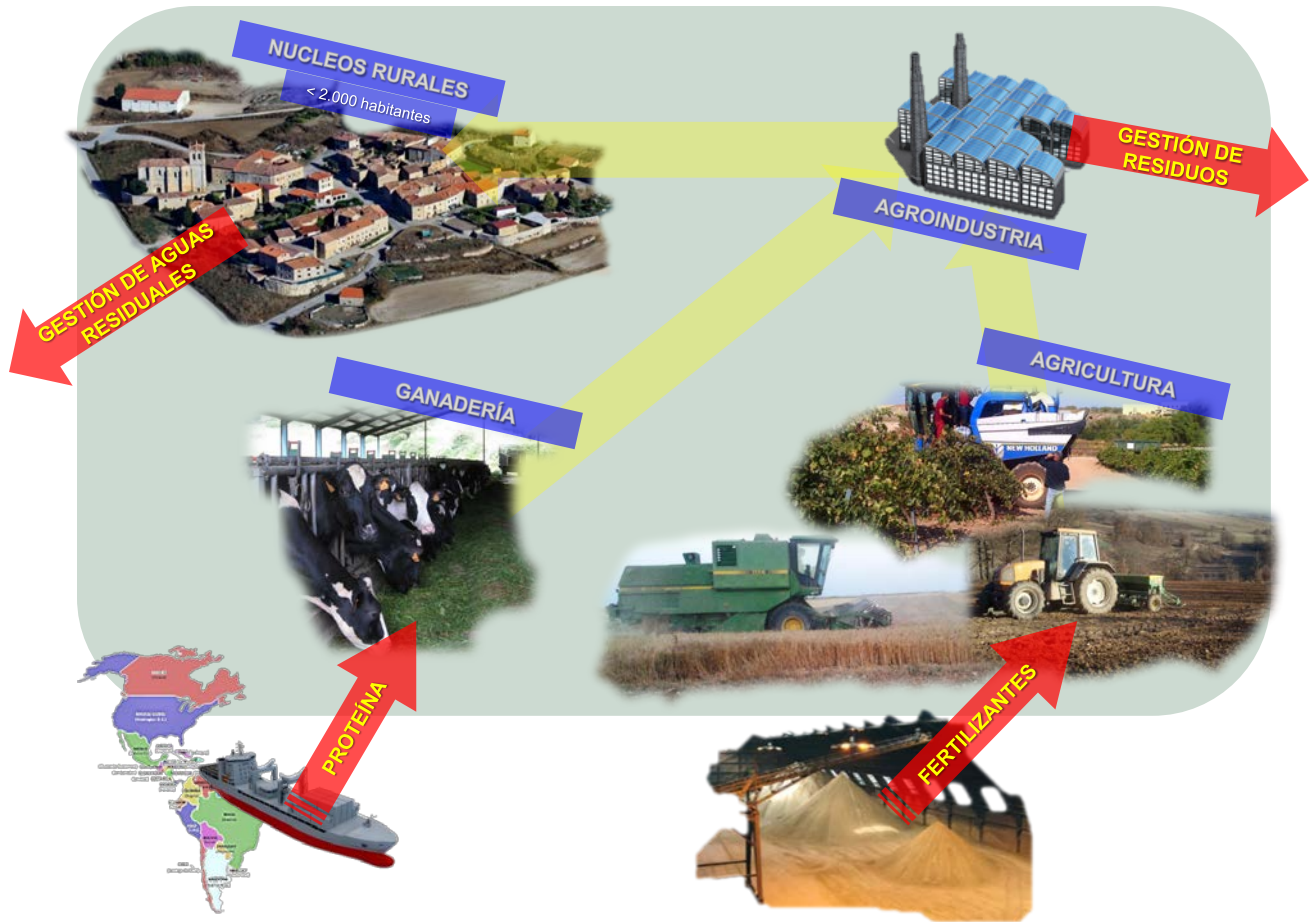 NUCLEOS RURALES
< 2.000 habitantes
GESTIÓN DE
RESIDUOS
AGROINDUSTRIA
GESTIÓN DE AGUAS
RESIDUALES
GANADERÍA
AGRICULTURA
NEW HOLLAND
PROTEÍNA
FERTILIZANTES